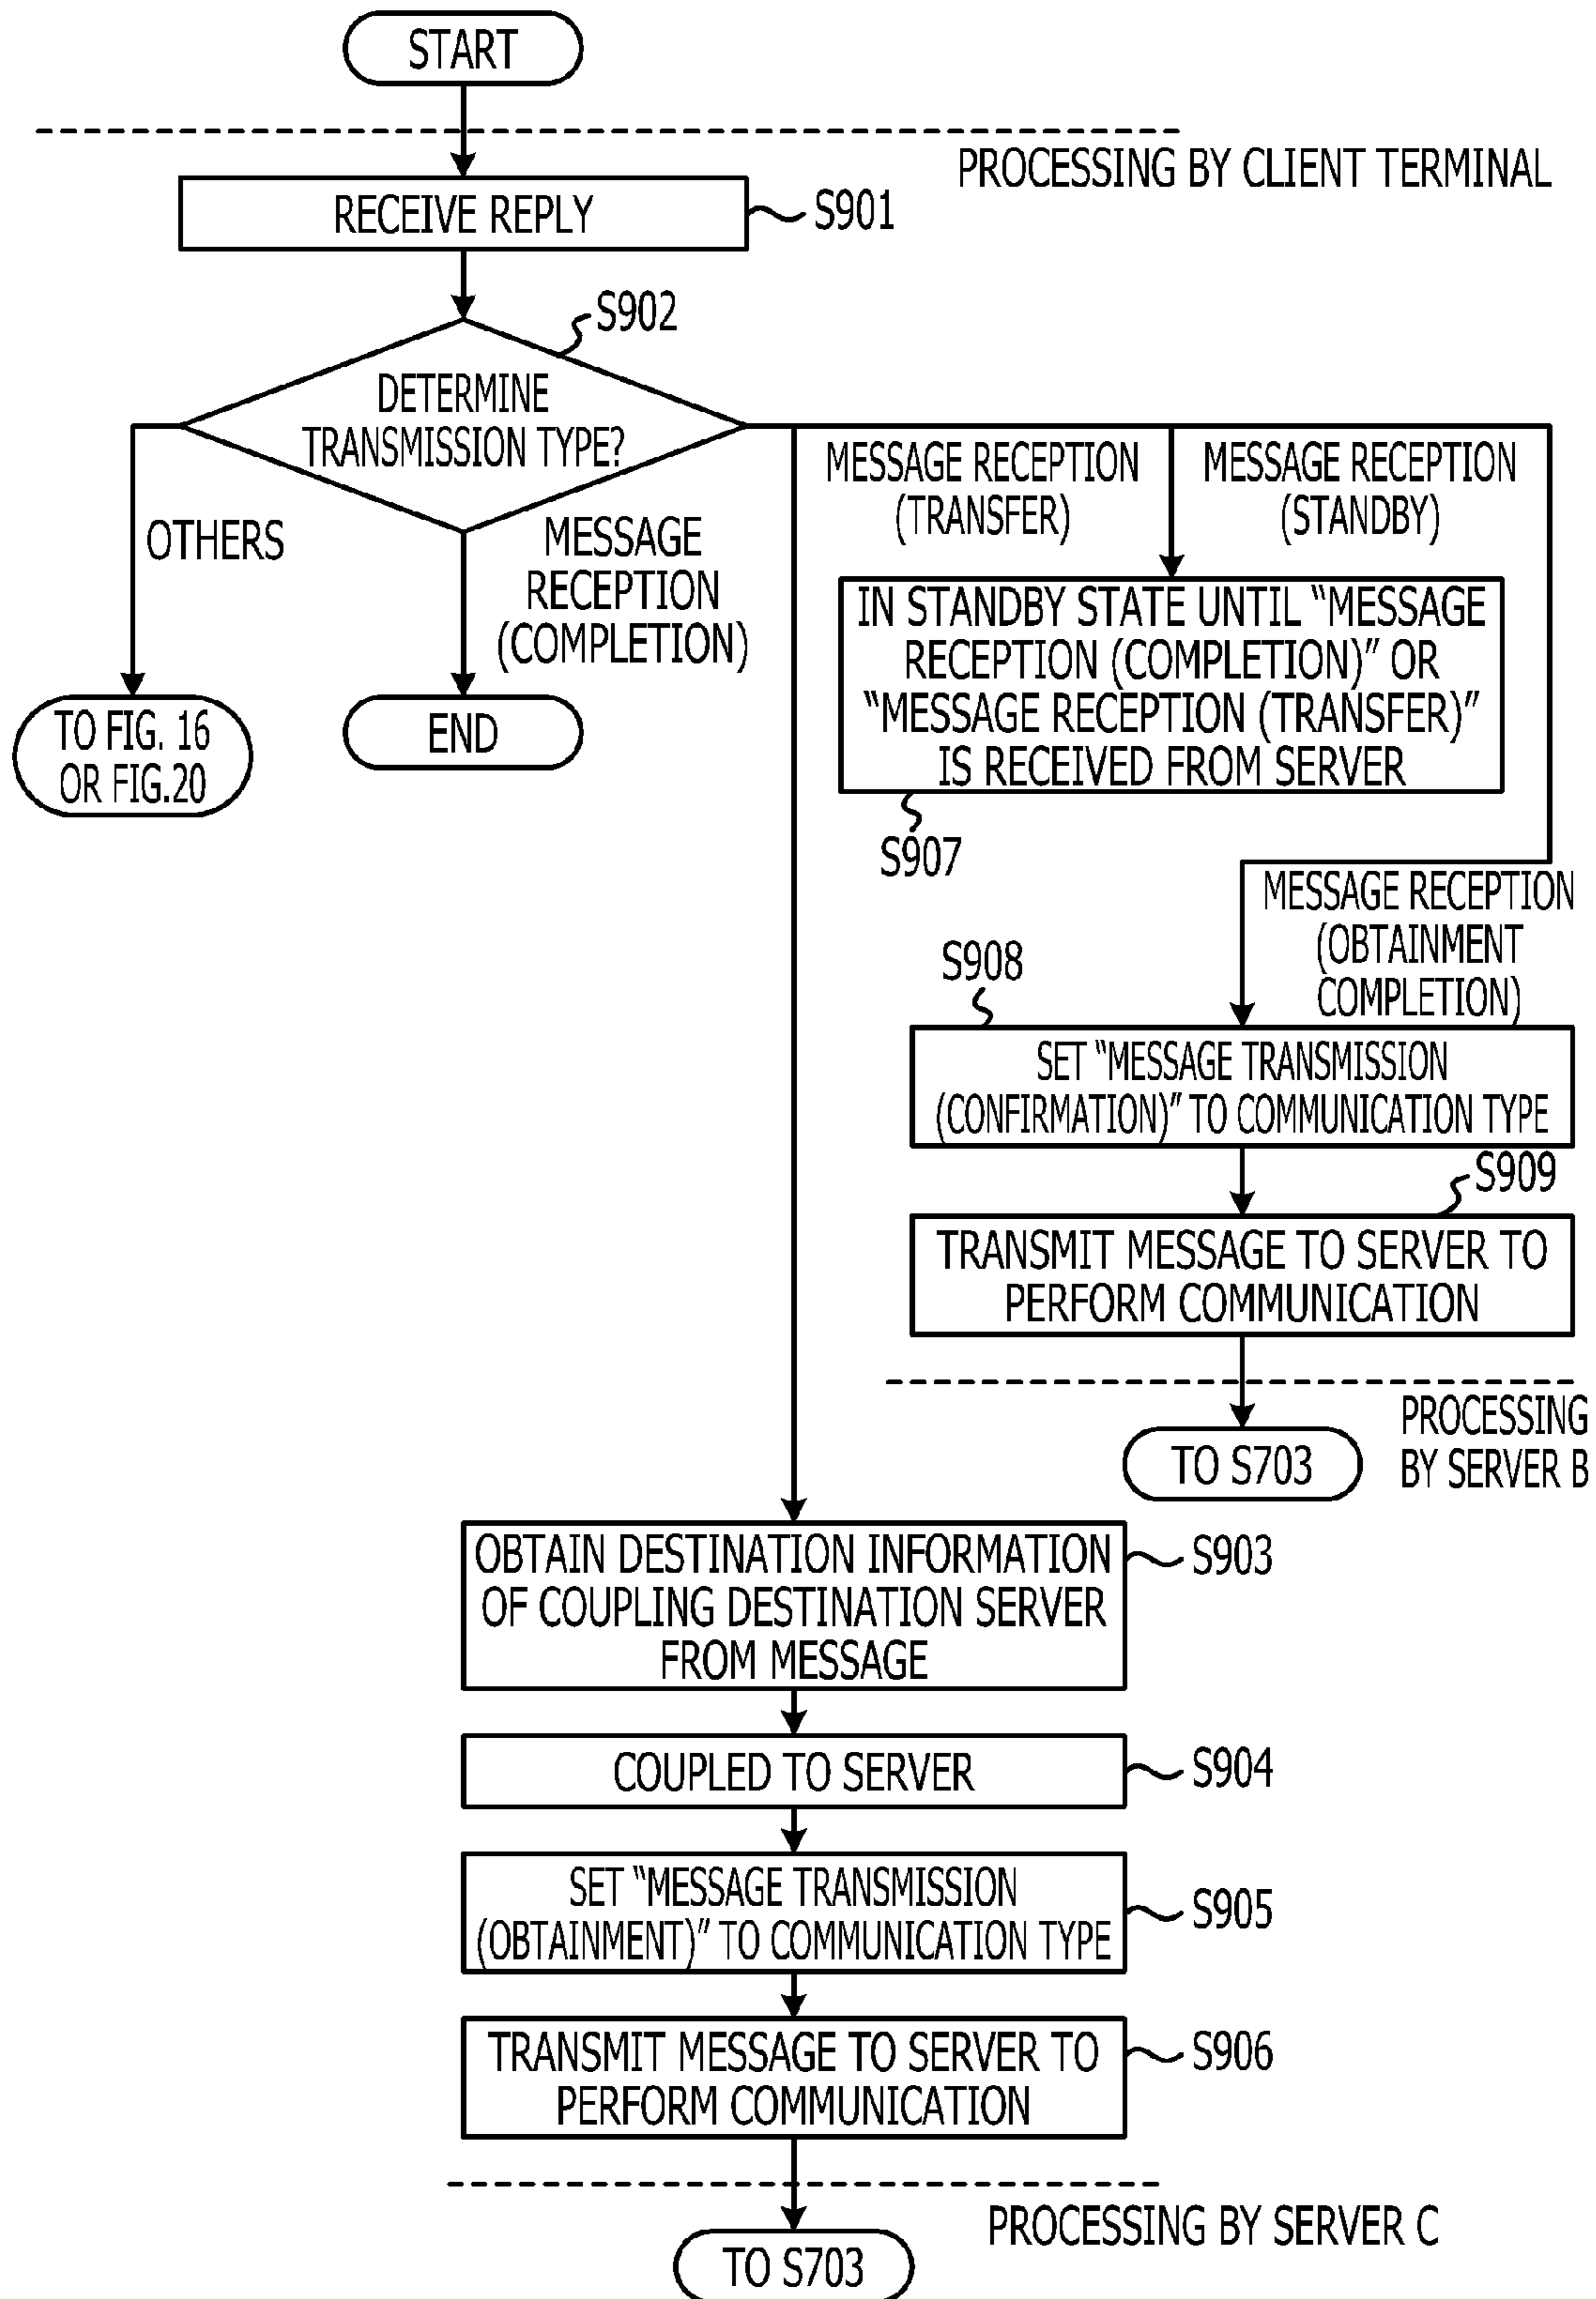 START
PROCESSING BY CLIENT TERMINAL
RECEIVE REPLY
S901
S902
DETERMINE
TRANSMISSION TYPE?
OTHERS
MESSAGE
RECEPTION
(COMPLETION)
MESSAGE RECEPTION
(TRANSFER)
MESSAGE RECEPTION
(STANDBY)
TO FIG. 16
OR FIG.20
END
IN STANDBY STATE UNTIL “MESSAGE
RECEPTION (COMPLETION)” OR
“MESSAGE RECEPTION (TRANSFER)”
IS RECEIVED FROM SERVER
S907
MESSAGE RECEPTION
(OBTAINMENT
COMPLETION)
S908
SET “MESSAGE TRANSMISSION
(CONFIRMATION)” TO COMMUNICATION TYPE
S909
TRANSMIT MESSAGE TO SERVER TO
PERFORM COMMUNICATION
PROCESSING
BY SERVER B
TO S703
OBTAIN DESTINATION INFORMATION
OF COUPLING DESTINATION SERVER
FROM MESSAGE
S903
COUPLED TO SERVER
S904
SET “MESSAGE TRANSMISSION
(OBTAINMENT)” TO COMMUNICATION TYPE
S905
TRANSMIT MESSAGE TO SERVER TO
PERFORM COMMUNICATION
S906
PROCESSING BY SERVER C
TO S703